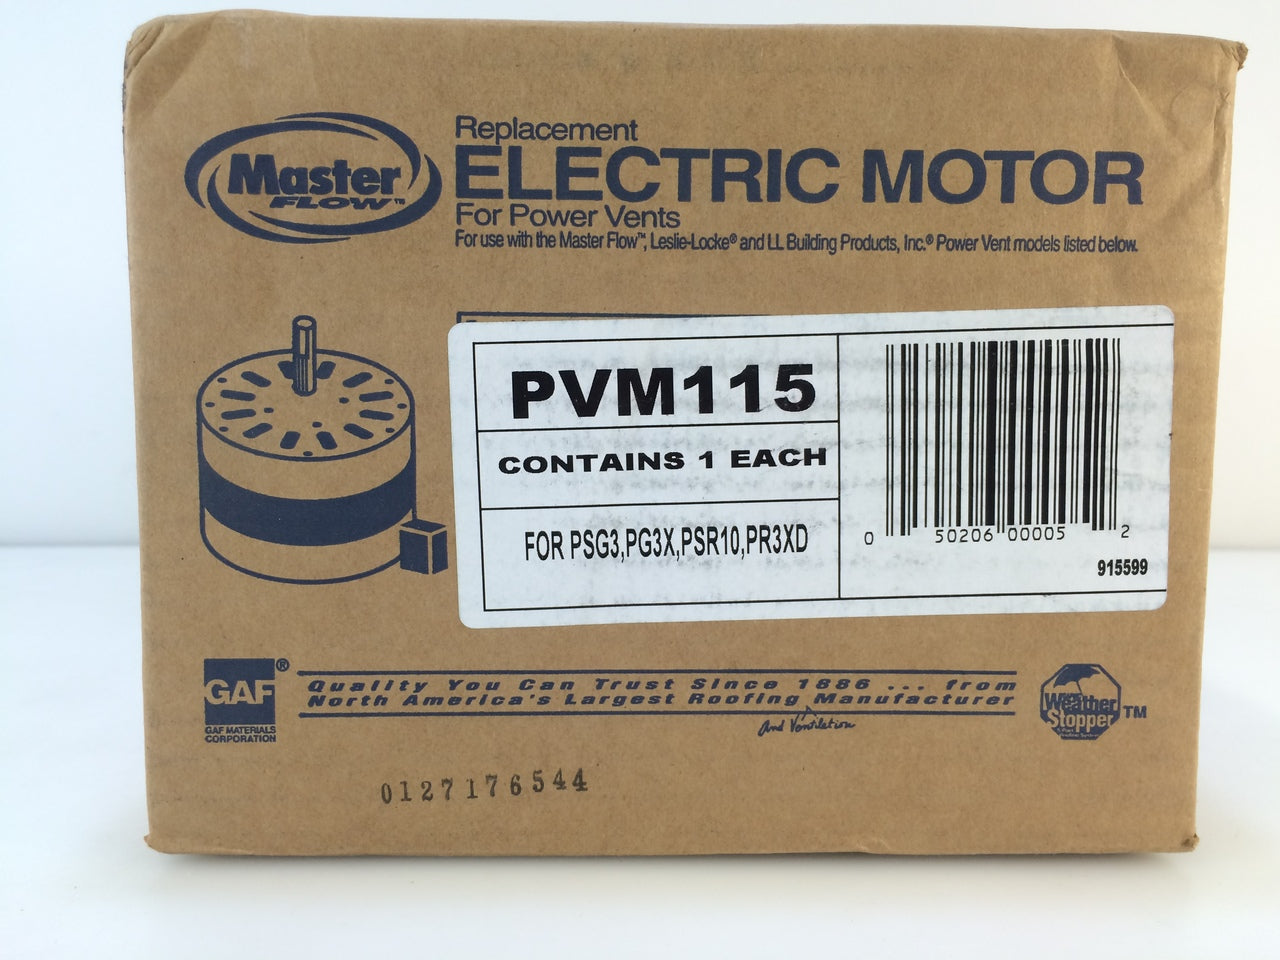 Master
FLOW™
Replacement
ELECTRIC MOTOR
For Power Vents
For use with the Master Flow™, Leslie-Locke® and LL Building Products, Inc.® Power Vent models listed below.
PVM115
CONTAINS 1 EACH
FOR PSG3,PG3X,PSR10,PR3XD
0 50206 00005 2
915599
GAF®
GAF MATERIALS
CORPORATION
Quality You Can Trust Since 1886 ... from
North America's Largest Roofing Manufacturer
And Ventilation
Weather
Stopper™
0127176544